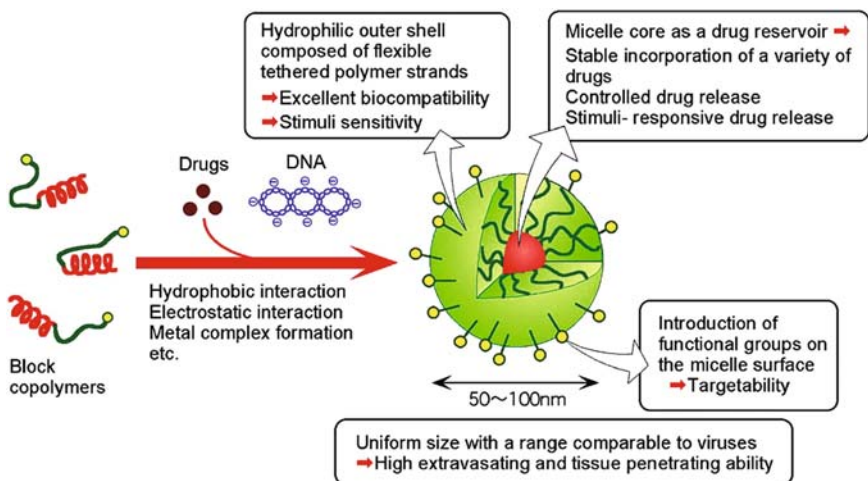 Hydrophilic outer shell
composed of flexible
tethered polymer strands
➡Excellent biocompatibility
➡Stimuli sensitivity
Micelle core as a drug reservoir ➡
Stable incorporation of a variety of
drugs
Controlled drug release
Stimuli- responsive drug release
Drugs
DNA
Hydrophobic interaction
Electrostatic interaction
Metal complex formation
etc.
Block
copolymers
Introduction of
functional groups on
the micelle surface
➡Targetability
50～100nm
Uniform size with a range comparable to viruses
➡High extravasating and tissue penetrating ability